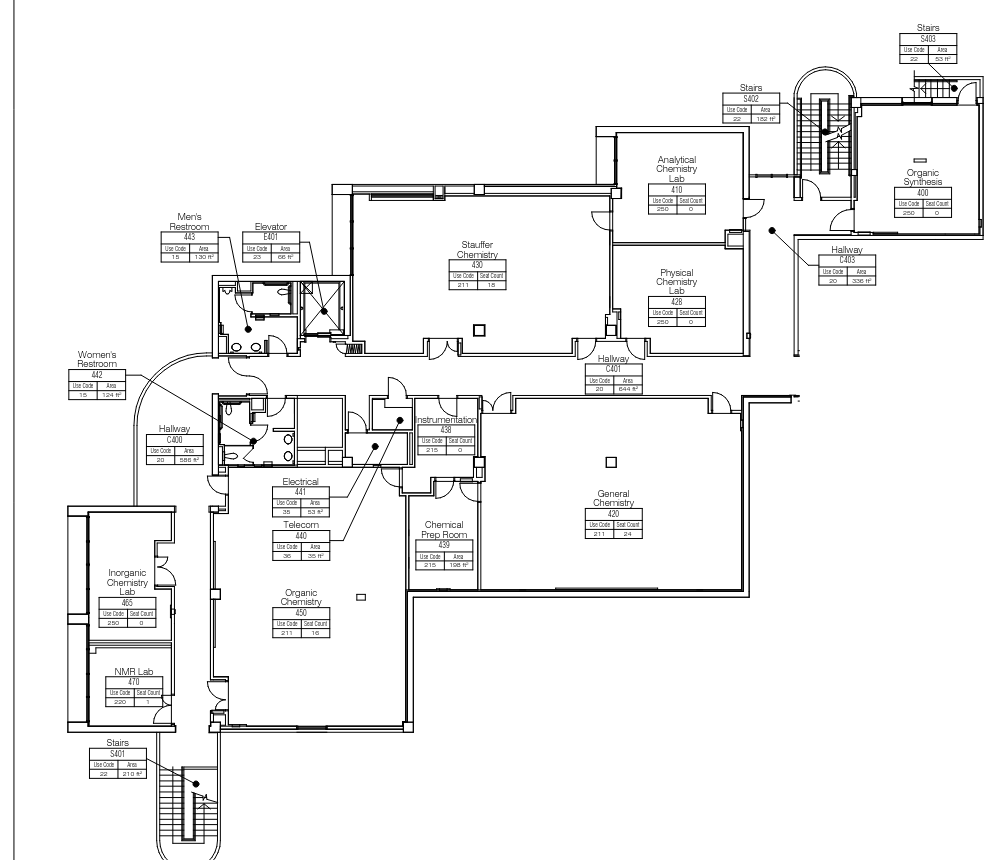 Stairs
S403
Use Code Area
22 53 ft²
Stairs
S402
Use Code Area
22 182 ft²
Analytical
Chemistry
Lab
410
Use Code Seat Count
250 0
Organic
Synthesis
400
Use Code Seat Count
250 0
Men's
Restroom
443
Use Code Area
15 130 ft²
Elevator
E401
Use Code Area
23 66 ft²
Stauffer
Chemistry
430
Use Code Seat Count
211 18
Hallway
C403
Use Code Area
20 336 ft²
Physical
Chemistry
Lab
428
Use Code Seat Count
250 0
Women's
Restroom
442
Use Code Area
15 124 ft²
Hallway
C401
Use Code Area
20 644 ft²
Hallway
C400
Use Code Area
20 586 ft²
Instrumentation
438
Use Code Seat Count
215 0
Electrical
441
Use Code Area
35 53 ft²
General
Chemistry
420
Use Code Seat Count
211 24
Telecom
440
Use Code Area
36 35 ft²
Chemical
Prep Room
439
Use Code Area
215 198 ft²
Inorganic
Chemistry
Lab
465
Use Code Seat Count
250 0
Organic
Chemistry
450
Use Code Seat Count
211 16
NMR Lab
470
Use Code Seat Count
220 1
Stairs
S401
Use Code Area
22 210 ft²